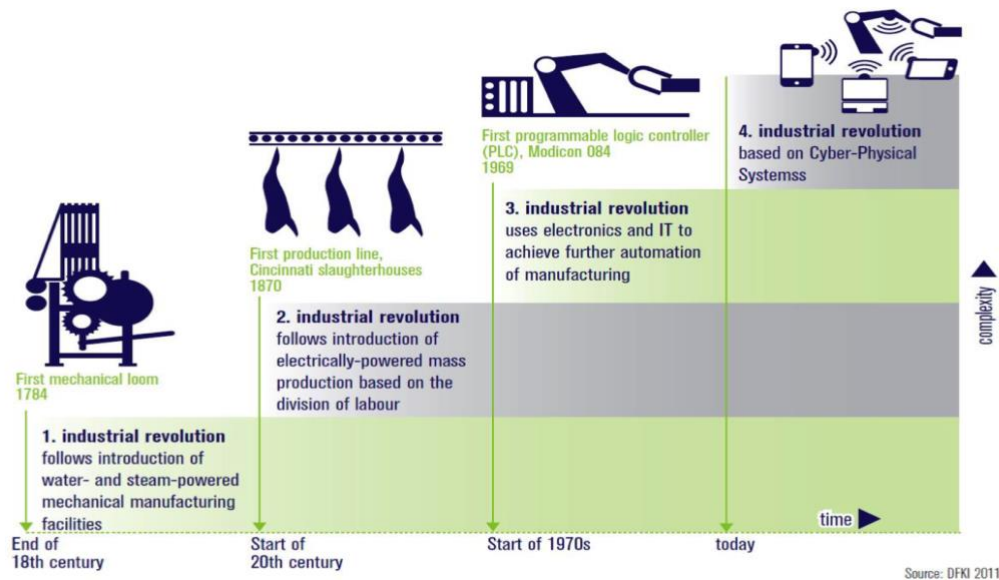 First programmable logic controller
(PLC), Modicon 084
1969
4. industrial revolution
based on Cyber-Physical
Systemss
3. industrial revolution
uses electronics and IT to
achieve further automation
of manufacturing
First production line,
Cincinnati slaughterhouses
1870
2. industrial revolution
follows introduction of
electrically-powered mass
production based on the
division of labour
First mechanical loom
1784
1. industrial revolution
follows introduction of
water- and steam-powered
mechanical manufacturing
facilities
complexity
time
End of
18th century
Start of
20th century
Start of 1970s
today
Source: DFKI 2011